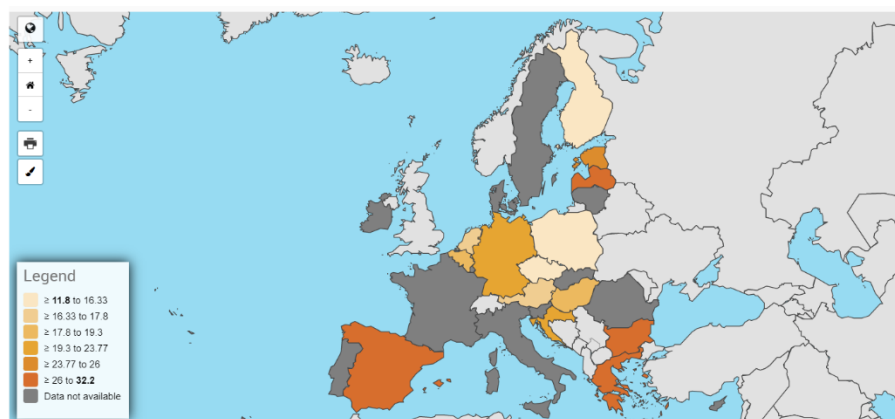 +
-
Legend
≥ 11.8 to 16.33
≥ 16.33 to 17.8
≥ 17.8 to 19.3
≥ 19.3 to 23.77
≥ 23.77 to 26
≥ 26 to 32.2
Data not available